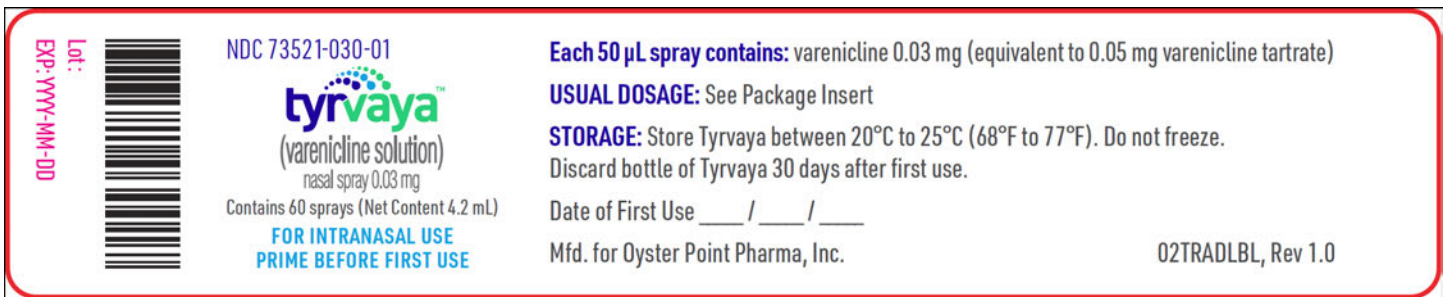 Lot:
EXP: YYYY-MM-DD
NDC 73521-030-01
tyrvaya™
(varenicline solution)
nasal spray 0.03 mg
Contains 60 sprays (Net Content 4.2 mL)
FOR INTRANASAL USE
PRIME BEFORE FIRST USE
Each 50 µL spray contains: varenicline 0.03 mg (equivalent to 0.05 mg varenicline tartrate)
USUAL DOSAGE: See Package Insert
STORAGE: Store Tyrvaya between 20°C to 25°C (68°F to 77°F). Do not freeze.
Discard bottle of Tyrvaya 30 days after first use.
Date of First Use ____ / ____ / ____
Mfd. for Oyster Point Pharma, Inc.
02TRADLBL, Rev 1.0